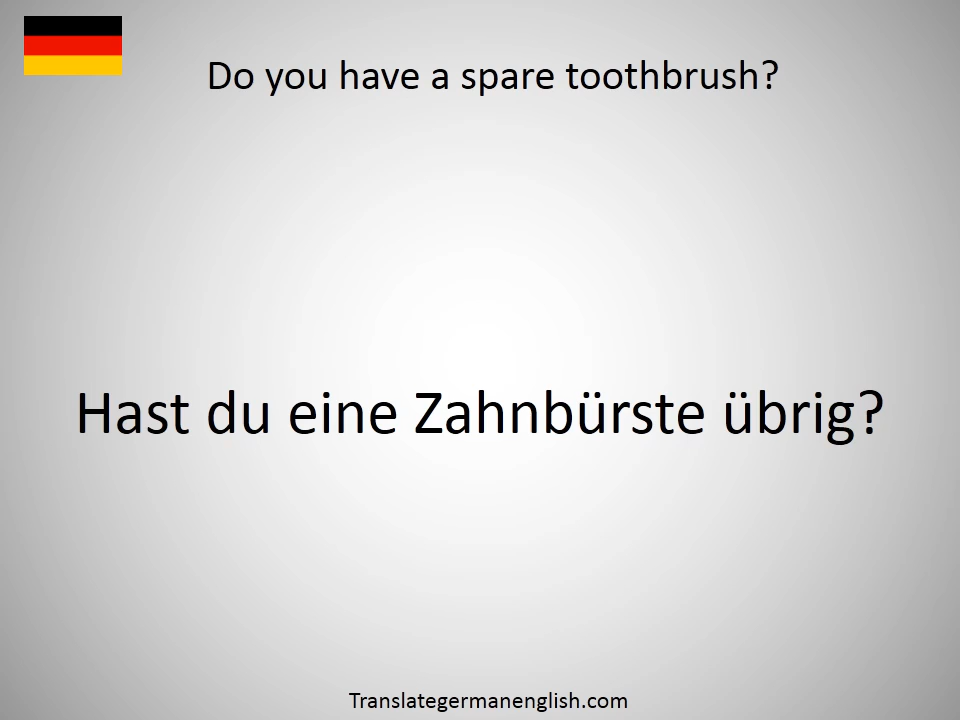 Do you have a spare toothbrush?
Hast du eine Zahnbürste übrig?
Translategermanenglish.com